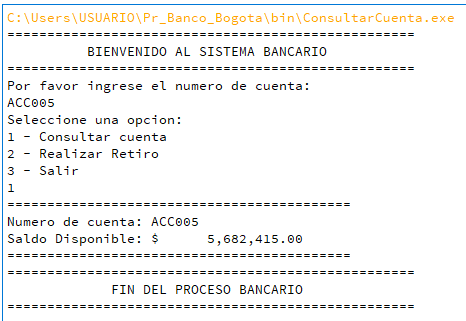 C:\Users\USUARIO\Pr_Banco_Bogota\bin\ConsultarCuenta.exe
===================================================
          BIENVENIDO AL SISTEMA BANCARIO
===================================================
Por favor ingrese el numero de cuenta:
ACC005
Seleccione una opcion:
1 - Consultar cuenta
2 - Realizar Retiro
3 - Salir
1
===========================================
Numero de cuenta: ACC005
Saldo Disponible: $      5,682,415.00
===========================================
===================================================
             FIN DEL PROCESO BANCARIO
===================================================